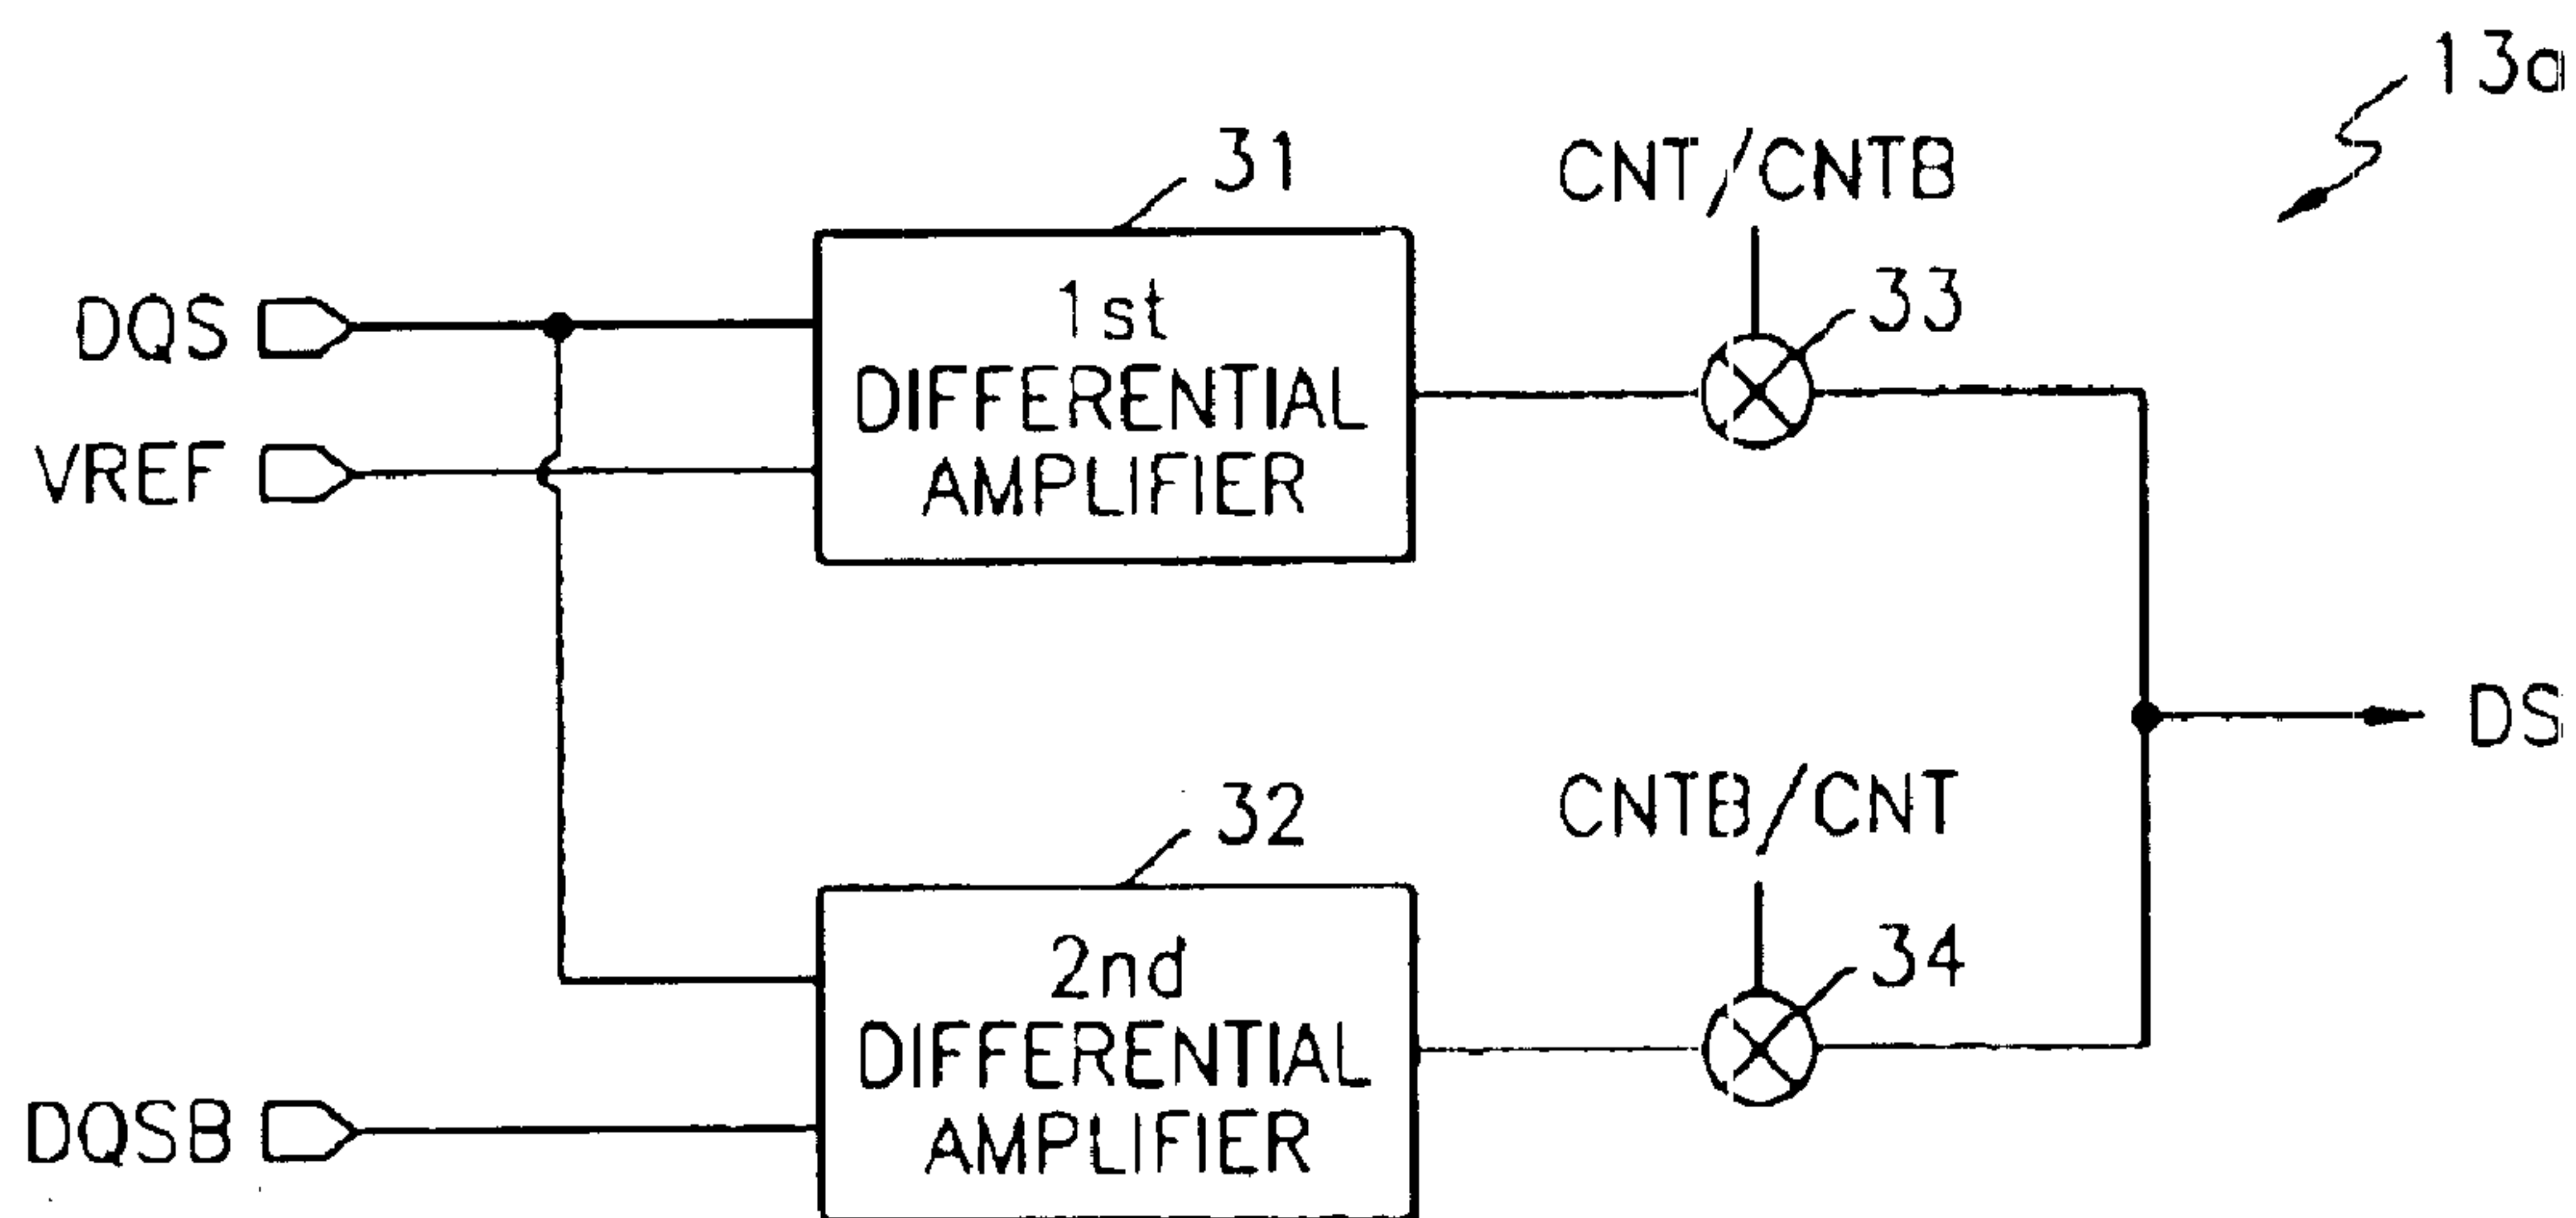 13a
31
CNT/CNTB
1st
DIFFERENTIAL
AMPLIFIER
33
DQS
VREF
DS
32
CNTB/CNT
2nd
DIFFERENTIAL
AMPLIFIER
34
DQSB